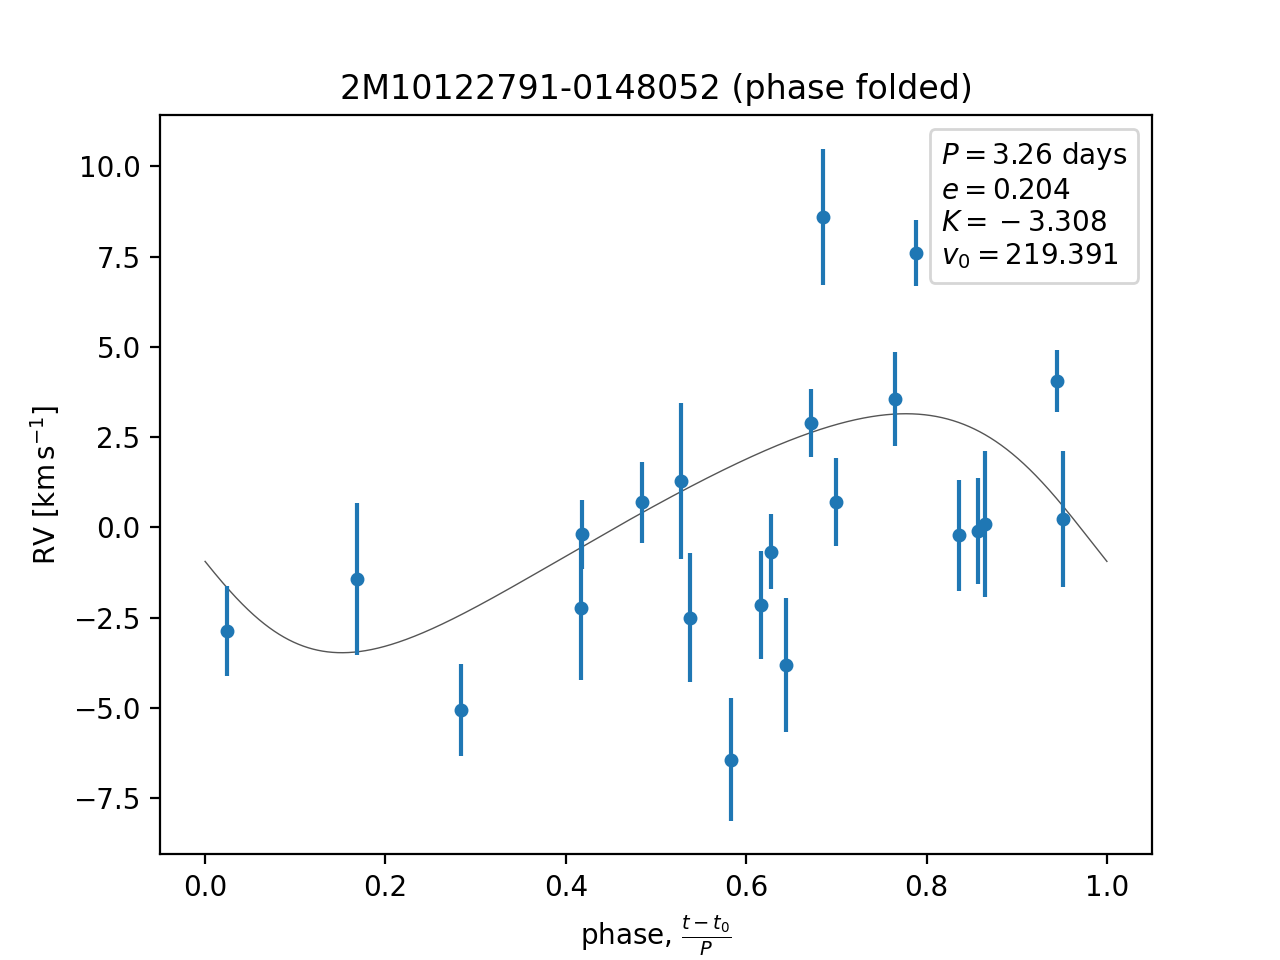 2M10122791-0148052 (phase folded)
P = 3.26 days
e = 0.204
K = −3.308
v₀ = 219.391
10.0
7.5
5.0
2.5
0.0
−2.5
−5.0
−7.5
RV [km s⁻¹]
0.0 0.2 0.4 0.6 0.8 1.0
phase, (t − t₀)/P